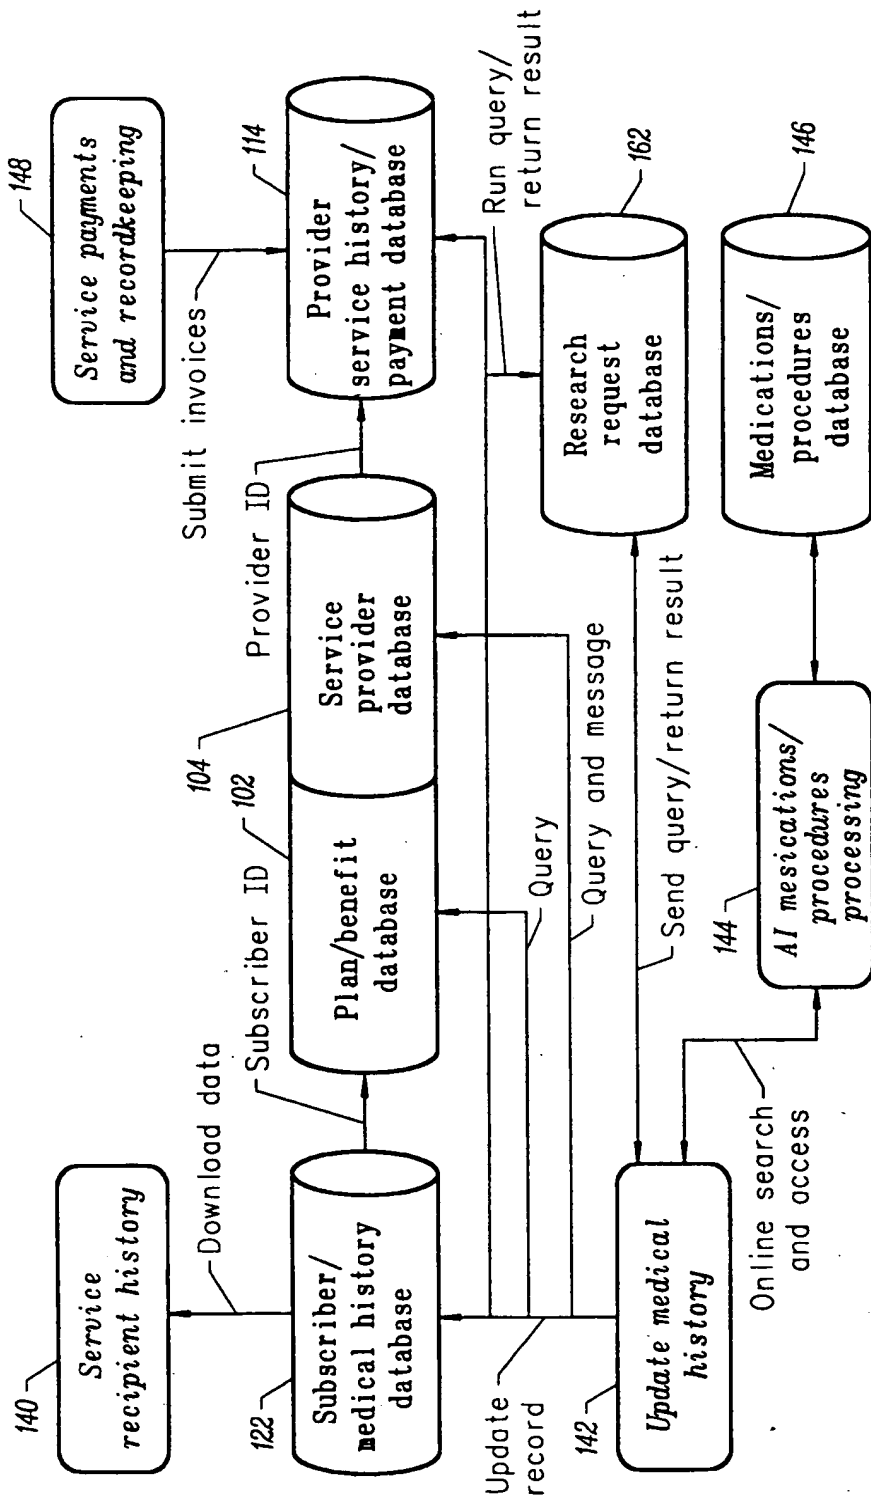 140
Service
recipient history
Download data
148
Service payments
and recordkeeping
Submit invoices
122
Subscriber/
medical history
database
Subscriber ID
102
Plan/benefit
database
104
Service
provider
database
Provider ID
114
Provider
service history/
payment database
Update
record
Query
Query and message
Run query/
return result
142
Update medical
history
Send query/return result
162
Research
request
database
Online search
and access
144
AI mesications/
procedures
processing
146
Medications/
procedures
database